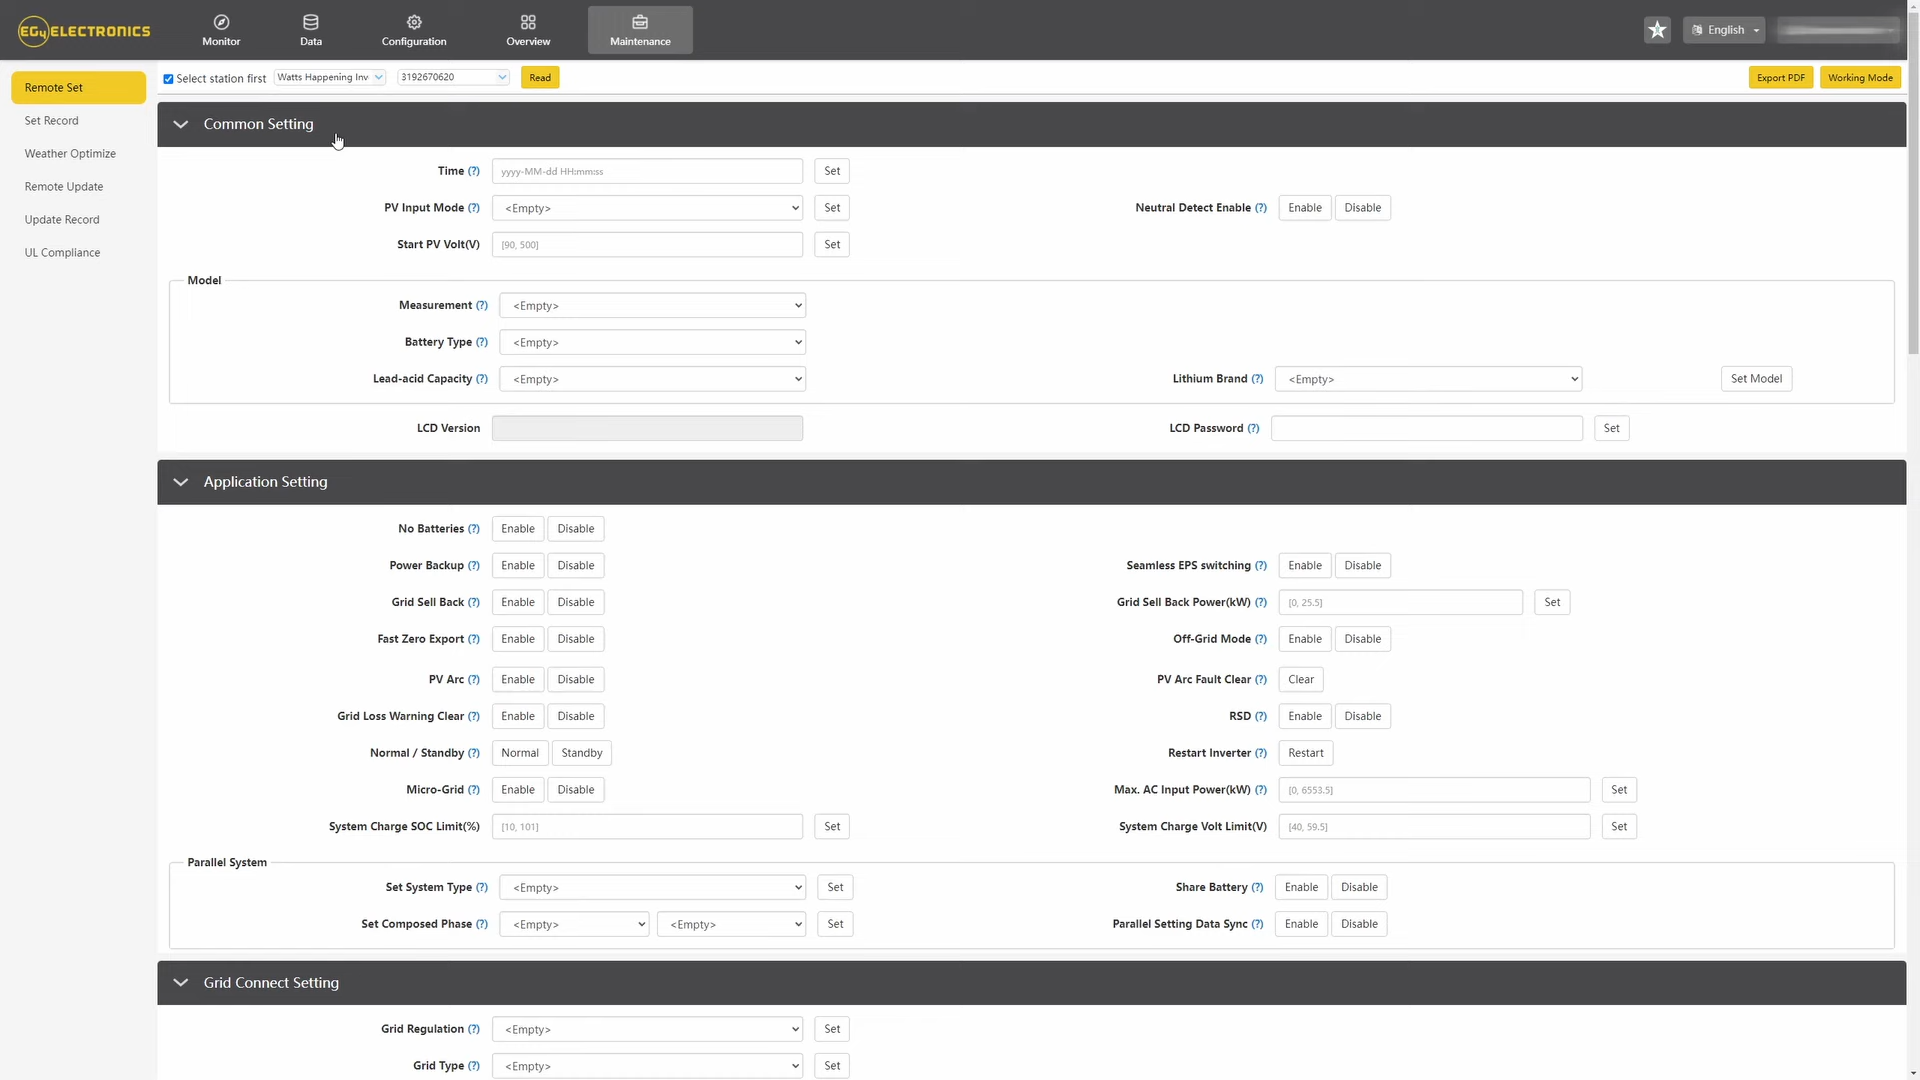 EG4 ELECTRONICS
Monitor
Data
Configuration
Overview
Maintenance
English
Remote Set
Set Record
Weather Optimize
Remote Update
Update Record
UL Compliance
Select station first
Watts Happening Inv
3192670620
Read
Export PDF
Working Mode
Common Setting
Time (?) yyyy-MM-dd HH:mm:ss Set
PV Input Mode (?) <Empty> Set Neutral Detect Enable (?) Enable Disable
Start PV Volt(V) [90, 500] Set
Model
Measurement (?) <Empty>
Battery Type (?) <Empty>
Lead-acid Capacity (?) <Empty> Lithium Brand (?) <Empty> Set Model
LCD Version LCD Password (?) Set
Application Setting
No Batteries (?) Enable Disable
Power Backup (?) Enable Disable Seamless EPS switching (?) Enable Disable
Grid Sell Back (?) Enable Disable Grid Sell Back Power(kW) (?) [0, 25.5] Set
Fast Zero Export (?) Enable Disable Off-Grid Mode (?) Enable Disable
PV Arc (?) Enable Disable PV Arc Fault Clear (?) Clear
Grid Loss Warning Clear (?) Enable Disable RSD (?) Enable Disable
Normal / Standby (?) Normal Standby Restart Inverter (?) Restart
Micro-Grid (?) Enable Disable Max. AC Input Power(kW) (?) [0, 6553.5] Set
System Charge SOC Limit(%) [10, 101] Set System Charge Volt Limit(V) [40, 59.5] Set
Parallel System
Set System Type (?) <Empty> Set Share Battery (?) Enable Disable
Set Composed Phase (?) <Empty> <Empty> Set Parallel Setting Data Sync (?) Enable Disable
Grid Connect Setting
Grid Regulation (?) <Empty> Set
Grid Type (?) <Empty> Set